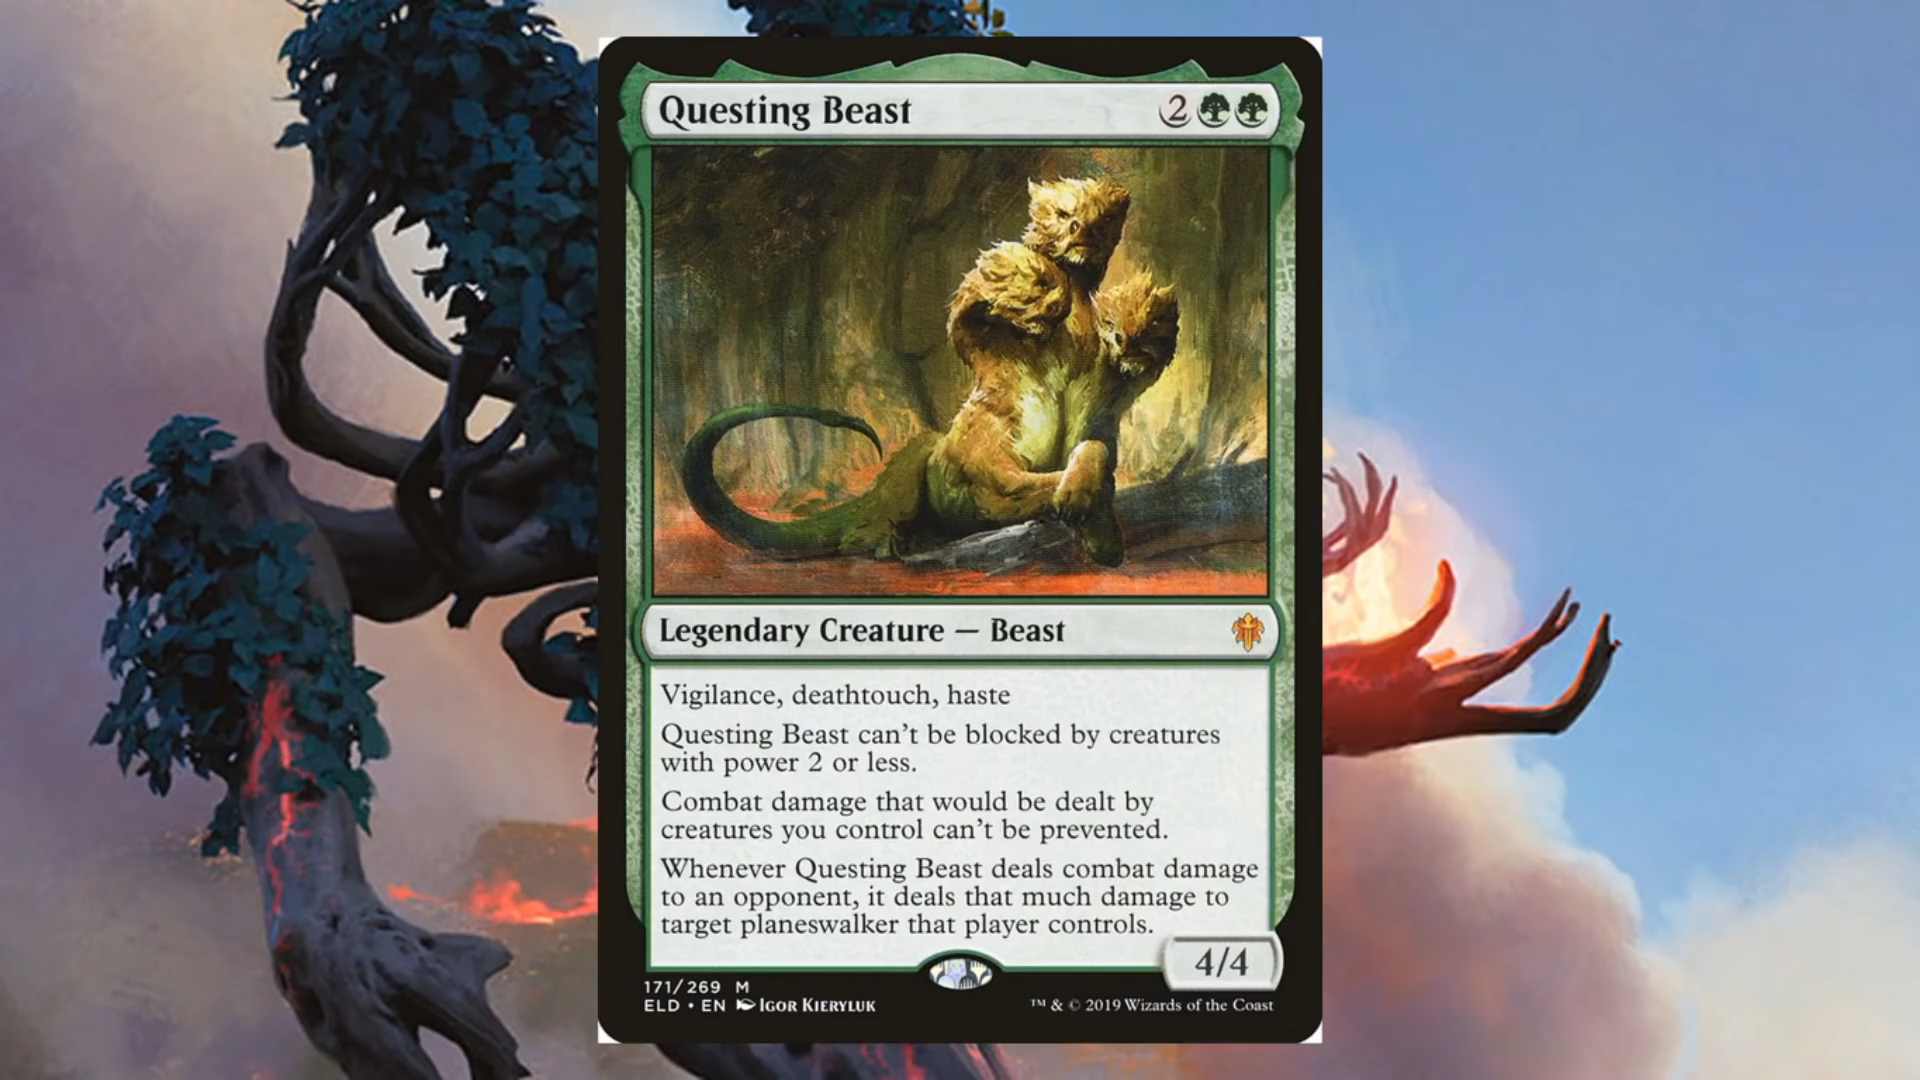 Questing Beast 2
Legendary Creature — Beast
Vigilance, deathtouch, haste
Questing Beast can't be blocked by creatures
with power 2 or less.
Combat damage that would be dealt by
creatures you control can't be prevented.
Whenever Questing Beast deals combat damage
to an opponent, it deals that much damage to
target planeswalker that player controls.
4/4
171/269 M
ELD • EN IGOR KIERYLUK ™ & © 2019 Wizards of the Coast